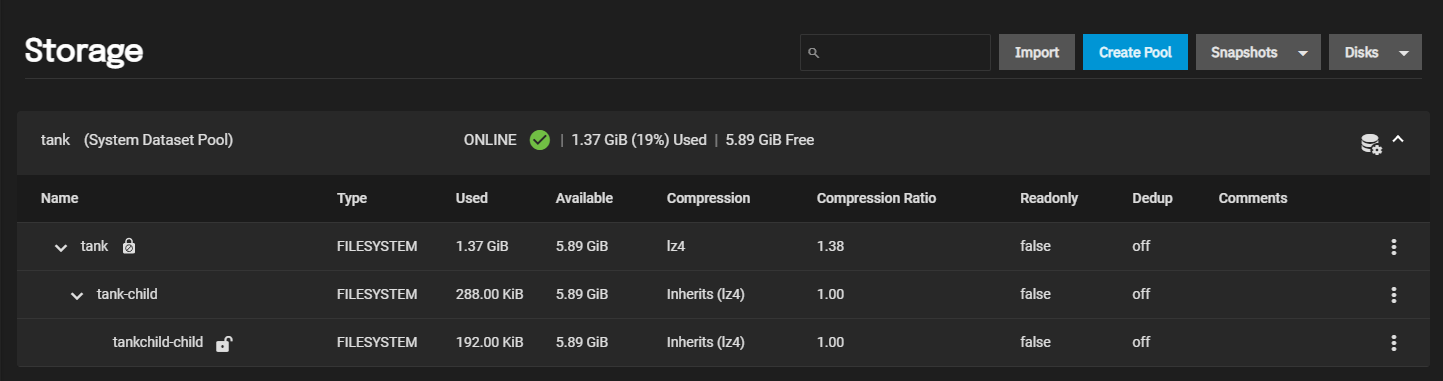 Storage
Import
Create Pool
Snapshots
Disks
tank (System Dataset Pool) ONLINE | 1.37 GiB (19%) Used | 5.89 GiB Free
Name Type Used Available Compression Compression Ratio Readonly Dedup Comments
tank FILESYSTEM 1.37 GiB 5.89 GiB lz4 1.38 false off
tank-child FILESYSTEM 288.00 KiB 5.89 GiB Inherits (lz4) 1.00 false off
tankchild-child FILESYSTEM 192.00 KiB 5.89 GiB Inherits (lz4) 1.00 false off